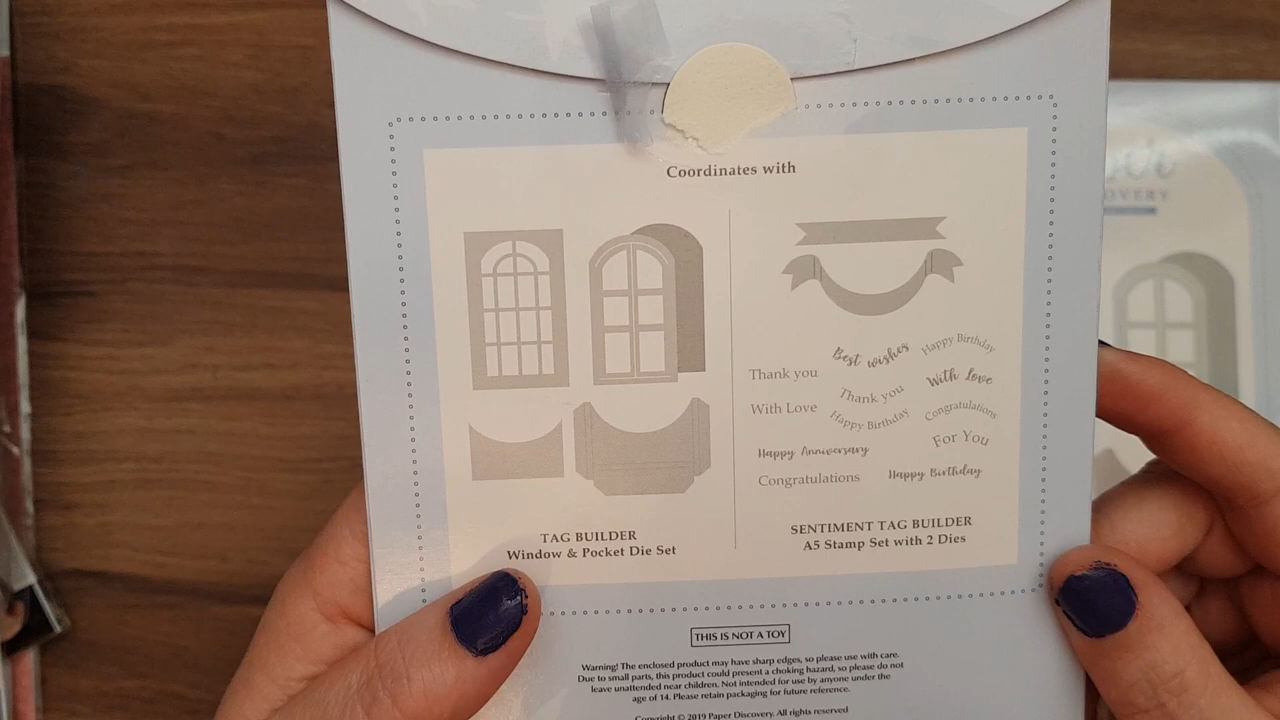 Coordinates with
TAG BUILDER
Window & Pocket Die Set
Best wishes
Happy Birthday
Thank you
With Love
Thank you
With Love
Happy Birthday
Congratulations
For You
Happy Anniversary
Congratulations
Happy Birthday
SENTIMENT TAG BUILDER
A5 Stamp Set with 2 Dies
THIS IS NOT A TOY
Warning! The enclosed product may have sharp edges, so please use with care.
Due to small parts, this product could present a choking hazard, so please do not
leave unattended near children. Not intended for use by anyone under the
age of 14. Please retain packaging for future reference.
Copyright © 2019 Paper Discovery. All rights reserved